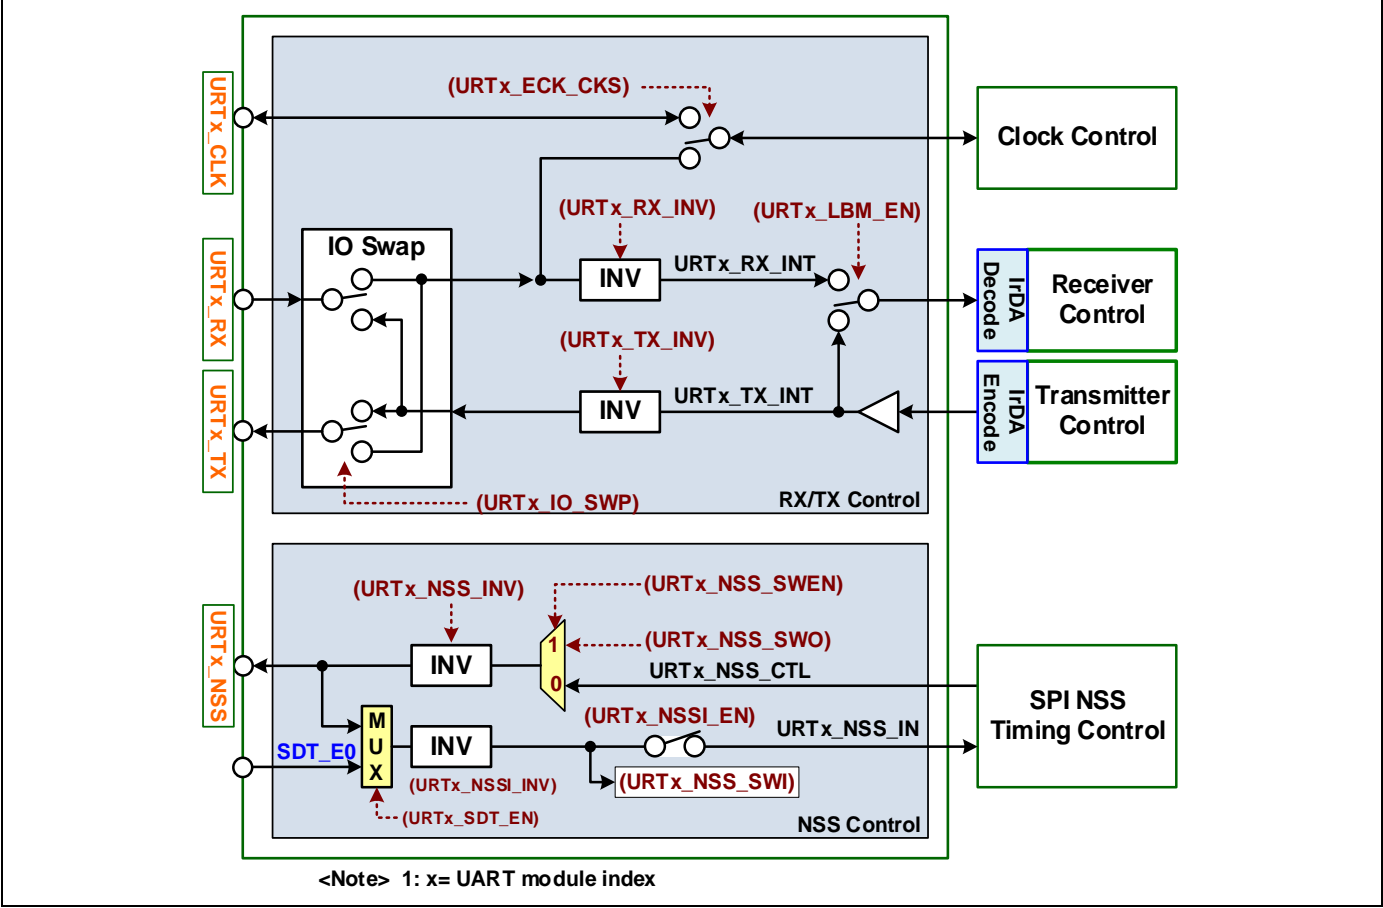 URTx_CLK
(URTx_ECK_CKS)
Clock Control
(URTx_RX_INV)
(URTx_LBM_EN)
IO Swap
URTx_RX
INV
URTx_RX_INT
IrDA
Decode
Receiver
Control
(URTx_TX_INV)
URTx_TX
INV
URTx_TX_INT
IrDA
Encode
Transmitter
Control
(URTx_IO_SWP)
RX/TX Control
URTx_NSS
(URTx_NSS_INV)
(URTx_NSS_SWEN)
INV
1
0
(URTx_NSS_SWO)
URTx_NSS_CTL
SPI NSS
Timing Control
SDT_E0
MUX
INV
(URTx_NSSI_EN)
URTx_NSS_IN
(URTx_NSSI_INV)
(URTx_NSS_SWI)
(URTx_SDT_EN)
NSS Control
<Note> 1: x= UART module index